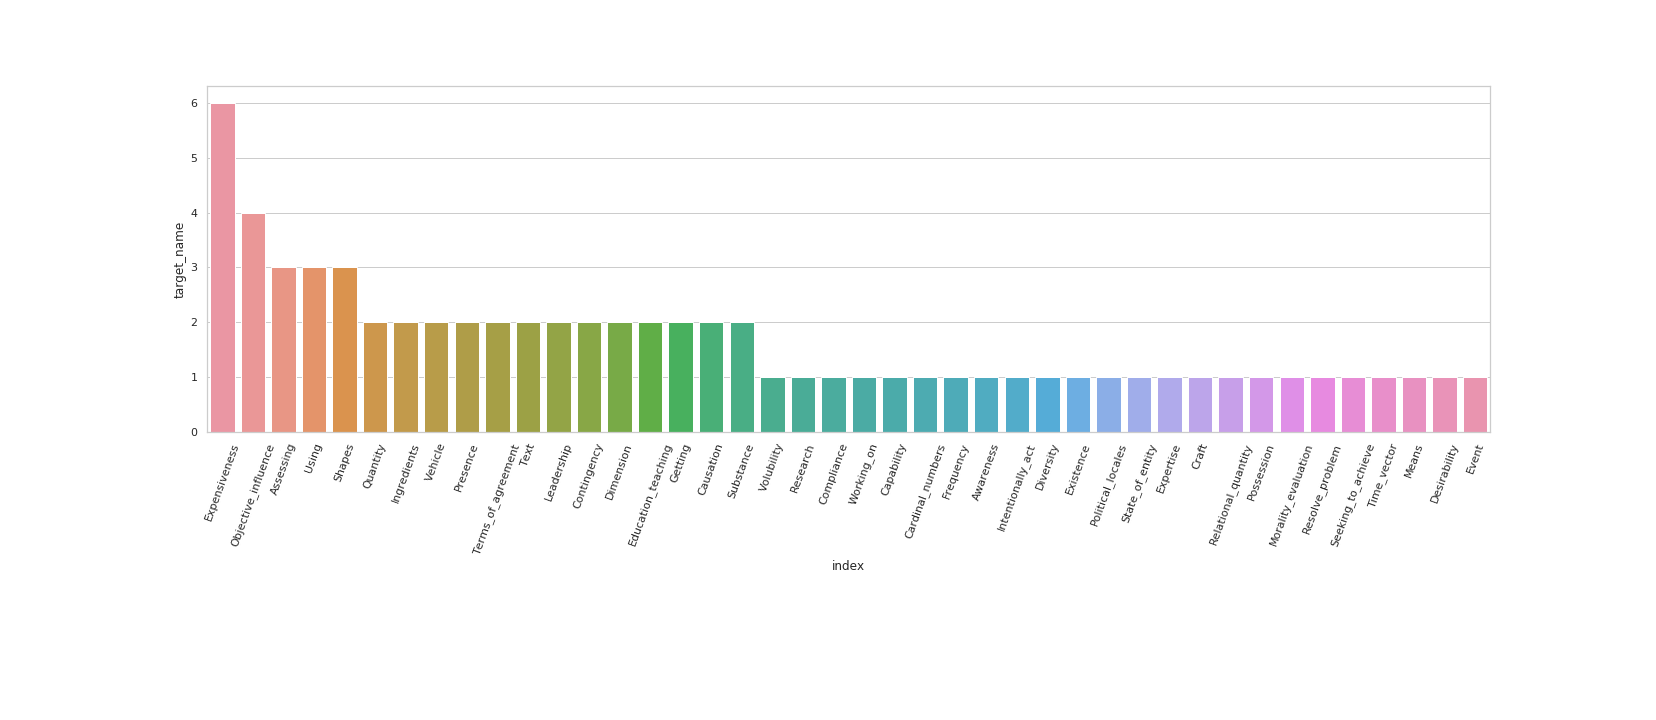 6
5
4
3
2
1
0
target_name
Expensiveness
Objective_influence
Assessing
Using
Shapes
Quantity
Ingredients
Vehicle
Presence
Terms_of_agreement
Text
Leadership
Contingency
Dimension
Education_teaching
Getting
Causation
Substance
Volubility
Research
Compliance
Working_on
Capability
Cardinal_numbers
Frequency
Awareness
Intentionally_act
Diversity
Existence
Political_locales
State_of_entity
Expertise
Craft
Relational_quantity
Possession
Morality_evaluation
Resolve_problem
Seeking_to_achieve
Time_vector
Means
Desirability
Event
index